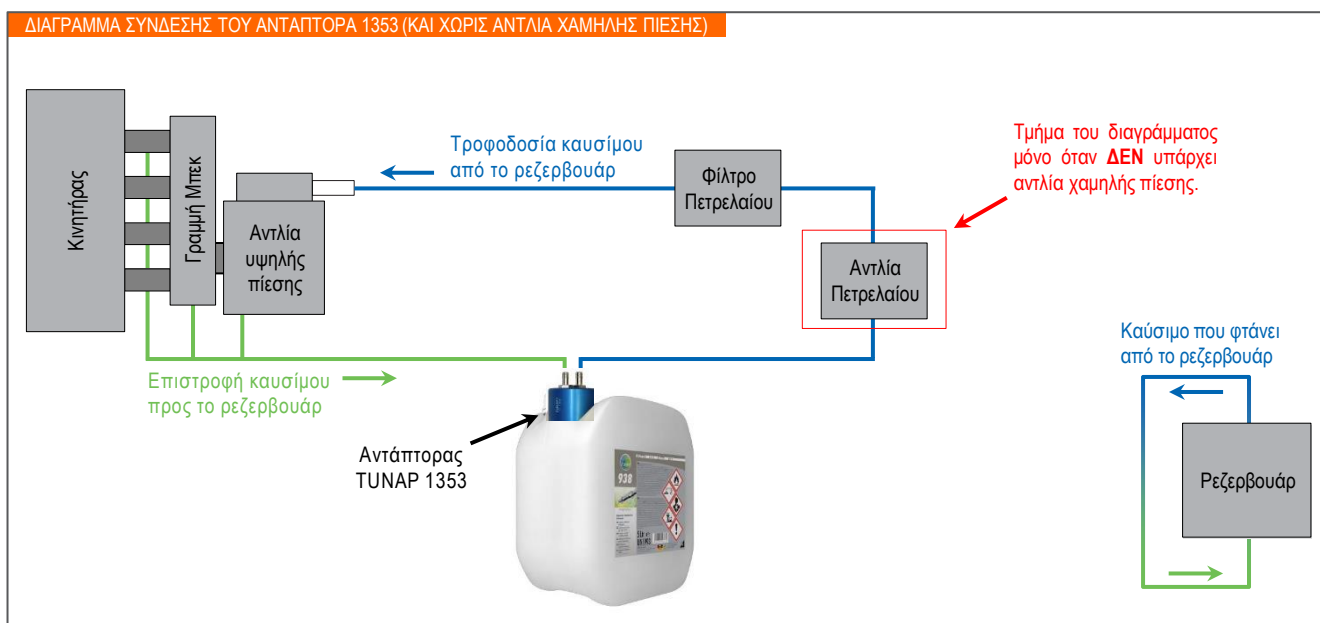 ΔΙΑΓΡΑΜΜΑ ΣΥΝΔΕΣΗΣ ΤΟΥ ΑΝΤΑΠΤΟΡΑ 1353 (ΚΑΙ ΧΩΡΙΣ ΑΝΤΛΙΑ ΧΑΜΗΛΗΣ ΠΙΕΣΗΣ)
Κινητήρας
Γραμμή Μπεκ
Αντλία
υψηλής
πίεσης
Τροφοδοσία καυσίμου
από το ρεζερβουάρ
Φίλτρο
Πετρελαίου
Τμήμα του διαγράμματος
μόνο όταν ΔΕΝ υπάρχει
αντλία χαμηλής πίεσης.
Αντλία
Πετρελαίου
Καύσιμο που φτάνει
από το ρεζερβουάρ
Ρεζερβουάρ
Επιστροφή καυσίμου
προς το ρεζερβουάρ
Αντάπτορας
TUNAP 1353
938